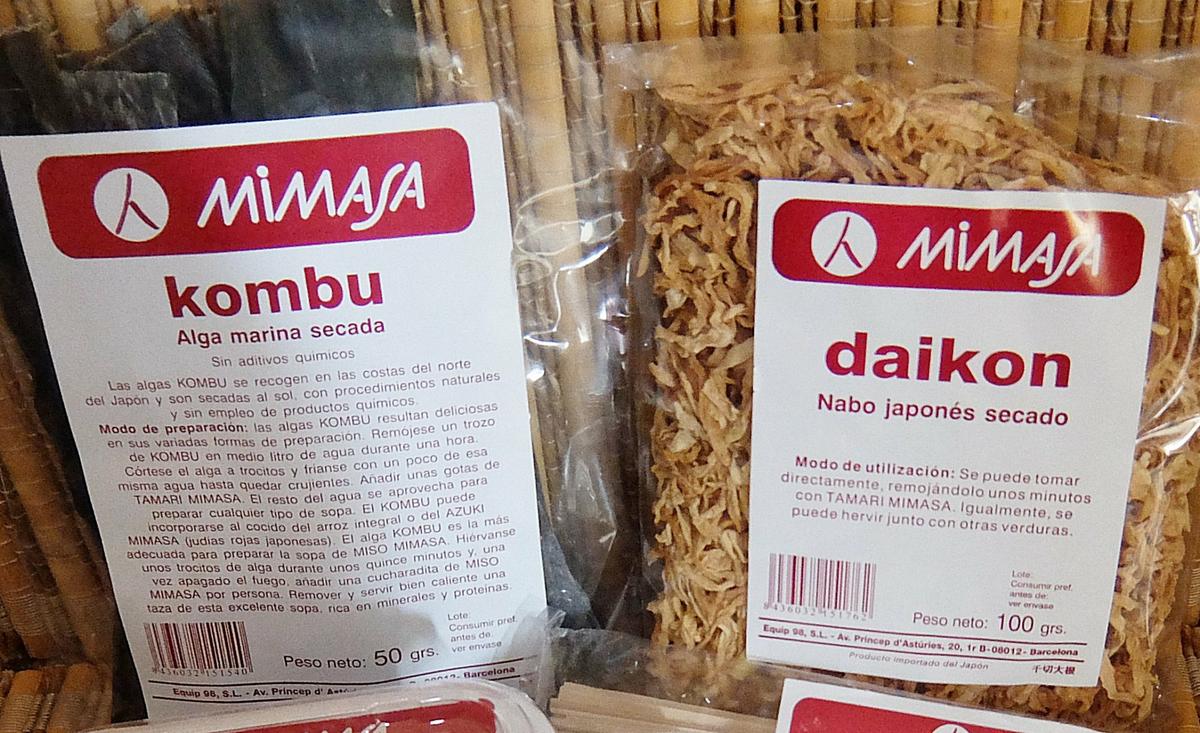 人 MiMASA
kombu
Alga marina secada
Sin aditivos químicos
Las algas KOMBU se recogen en las costas del norte
del Japón y son secadas al sol, con procedimientos naturales
y sin empleo de productos químicos.
Modo de preparación: las algas KOMBU resultan deliciosas
en sus variadas formas de preparación. Remójese un trozo
de KOMBU en medio litro de agua durante una hora.
Córtese el alga a trocitos y frianse con un poco de esa
misma agua hasta quedar crujientes. Añadir unas gotas de
TAMARI MIMASA. El resto del agua se aprovecha para
preparar cualquier tipo de sopa. El KOMBU puede
incorporarse al cocido del arroz integral o del AZUKI
MIMASA (judías rojas japonesas). El alga KOMBU es la más
adecuada para preparar la sopa de MISO MIMASA. Hiérvanse
unos trocitos de alga durante unos quince minutos y, una
vez apagado el fuego, añadir una cucharadita de MISO
MIMASA por persona. Remover y servir bien caliente una
taza de esta excelente sopa, rica en minerales y proteinas.
Lote:
Consumir pref.
antes de:
ver envase
8436032151540
Peso neto: 50 grs.
Equip 98, S.L. - Av. Princep d' Barcelona
人 MiMASA
daikon
Nabo japonés secado
Modo de utilización: Se puede tomar
directamente, remojándolo unos minutos
con TAMARI MIMASA. Igualmente, se
puede hervir junto con otras verduras.
Lote:
Consumir pref.
antes de:
ver envase
8436032151762
Peso neto: 100 grs.
Equip 98, S.L. - Av. Princep d'Astúries, 20, 1r B-08012- Barcelona
Producto importado del Japón
千切大根